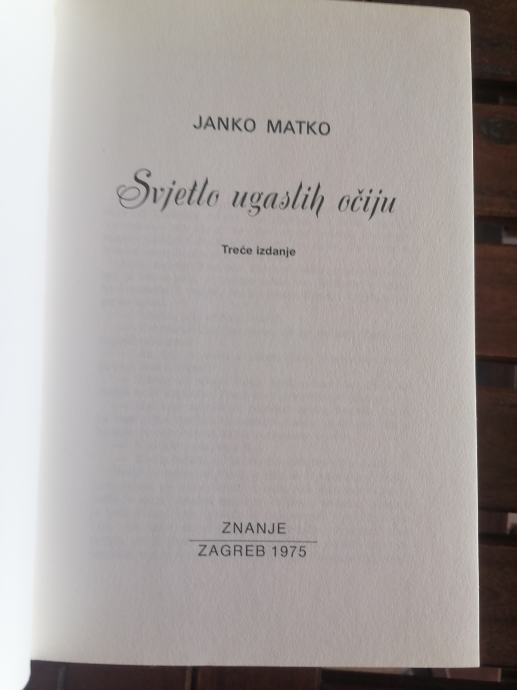 JANKO MATKO
Svjetlo ugaslih očiju
Treće izdanje
ZNANJE
ZAGREB 1975